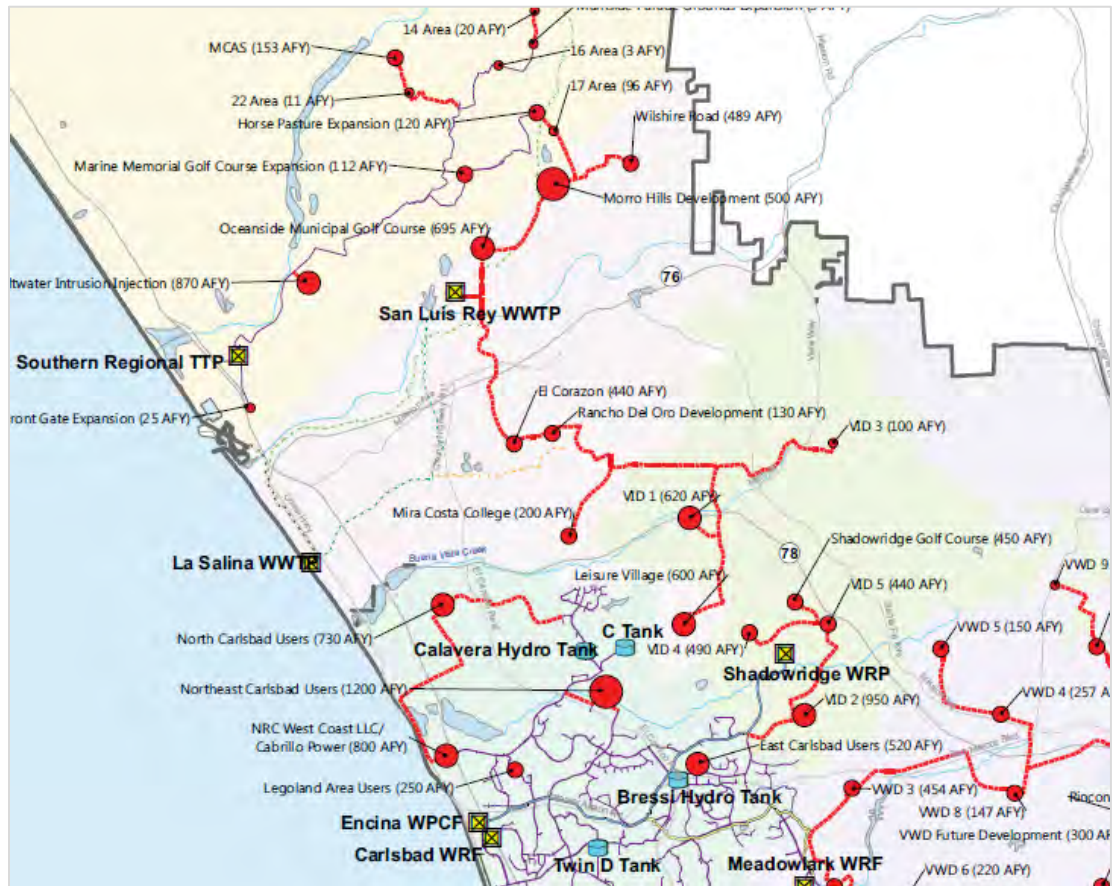 14 Area (20 AFY)
MCAS (153 AFY)
16 Area (3 AFY)
17 Area (96 AFY)
22 Area (11 AFY)
Horse Pasture Expansion (120 AFY)
Wilshire Road (489 AFY)
Marine Memorial Golf Course Expansion (112 AFY)
Morro Hills Development (500 AFY)
Oceanside Municipal Golf Course (695 AFY)
76
ltwater Intrusion Injection (870 AFY)
San Luis Rey WWTP
Southern Regional TTP
El Corazon (440 AFY)
ront Gate Expansion (25 AFY)
Rancho Del Oro Development (130 AFY)
VID 3 (100 AFY)
VID 1 (620 AFY)
Mira Costa College (200 AFY)
Shadowridge Golf Course (450 AFY)
78
La Salina WWTP
Buena Vista Creek
Leisure Village (600 AFY)
VID 5 (440 AFY)
VWD 9
C Tank
VWD 5 (150 AFY)
North Carlsbad Users (730 AFY)
Calavera Hydro Tank
VID 4 (490 AFY)
Shadowridge WRP
Northeast Carlsbad Users (1200 AFY)
VWD 4 (257 A
VID 2 (950 AFY)
NRC West Coast LLC/
Cabrillo Power (800 AFY)
East Carlsbad Users (520 AFY)
Legoland Area Users (250 AFY)
VWD 3 (454 AFY)
Bressi Hydro Tank
Rincon
VWD 8 (147 AFY)
Encina WPCF
VWD Future Development (300 AF
Carlsbad WRF
Twin D Tank
Meadowlark WRF
VWD 6 (220 AFY)